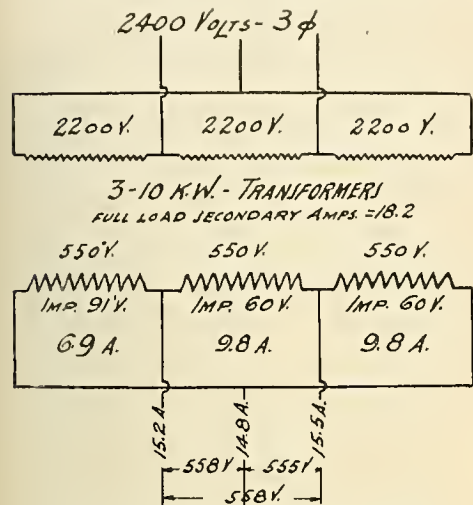 2400 VOLTS - 3 φ
2200 V. 2200 V. 2200 V.
3-10 K.W. - TRANSFORMERS
FULL LOAD SECONDARY AMPS. = 18.2
550 V. 550 V. 550 V.
IMP. 91 V. IMP. 60 V. IMP. 60 V.
6.9 A. 9.8 A. 9.8 A.
15.2 A. 14.8 A. 15.5 A.
558 V. 555 V.
558 V.